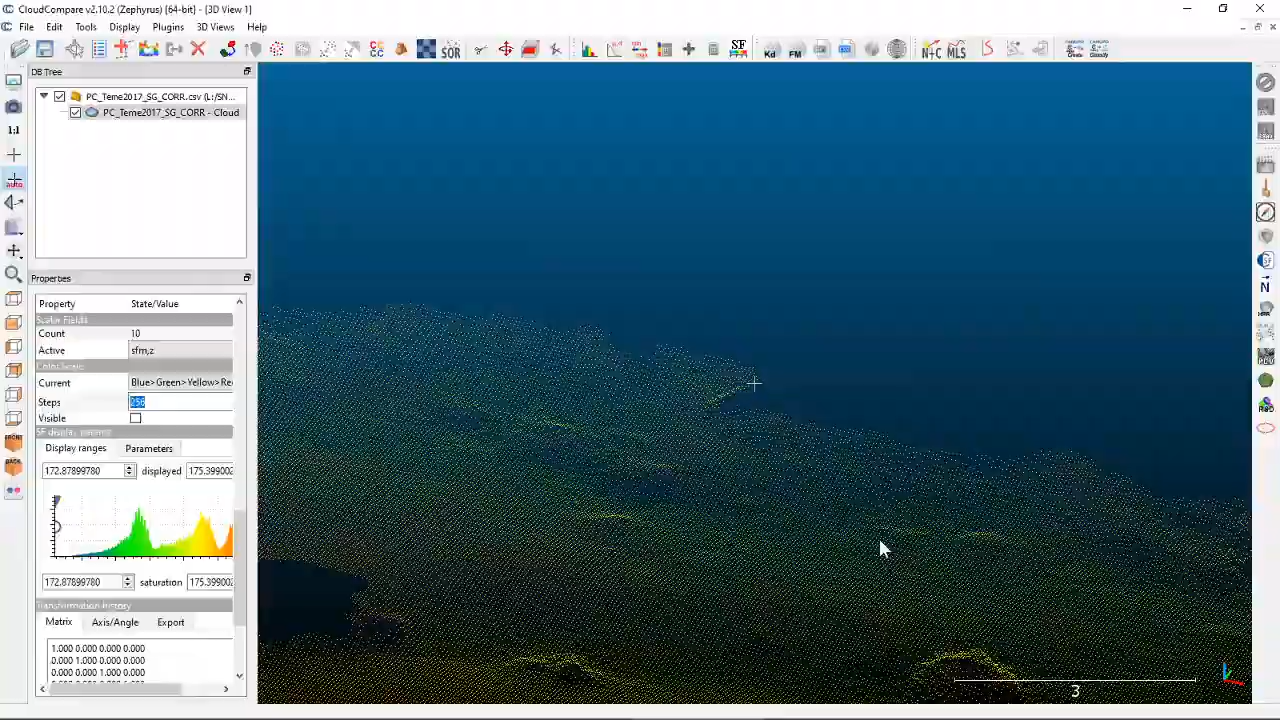 CloudCompare v2.10.2 (Zephyrus) [64-bit] - [3D View 1]
File Edit Tools Display Plugins 3D Views Help
SOR SF Kd FM N+C MLS
DB Tree
PC_Teme2017_SG_CORR.csv (L:/SN...
PC_Teme2017_SG_CORR - Cloud
1:1
auto
Properties
Property State/Value
Scalar Fields
Count 10
Active sfm,z
Color Scale
Current Blue>Green>Yellow>Re
Steps 256
Visible
SF display params
Display ranges Parameters
172.87899780 displayed 175.399002
172.87899780 saturation 175.399002
Transformation history
Matrix Axis/Angle Export
1.000 0.000 0.000 0.000
0.000 1.000 0.000 0.000
0.000 0.000 1.000 0.000
FRONT
BACK
SF
N
3